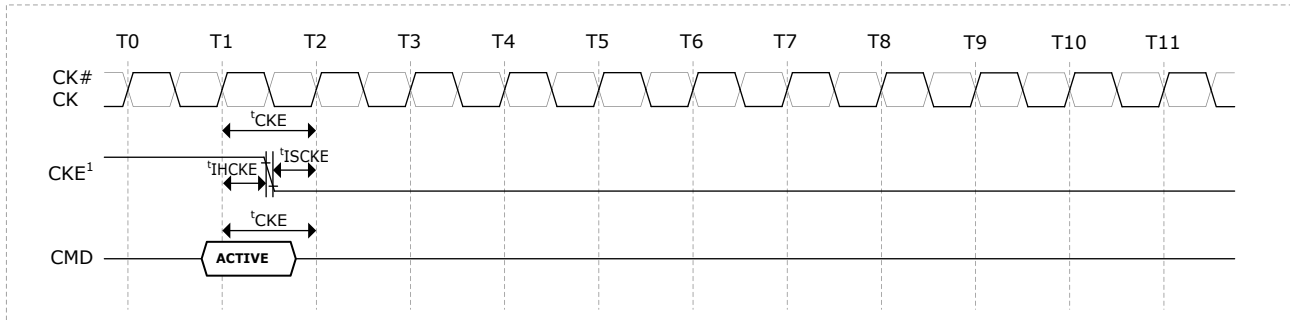 T0 T1 T2 T3 T4 T5 T6 T7 T8 T9 T10 T11
CK#
CK
tCKE
CKE1
tIHCKE
tISCKE
tCKE
CMD
ACTIVE